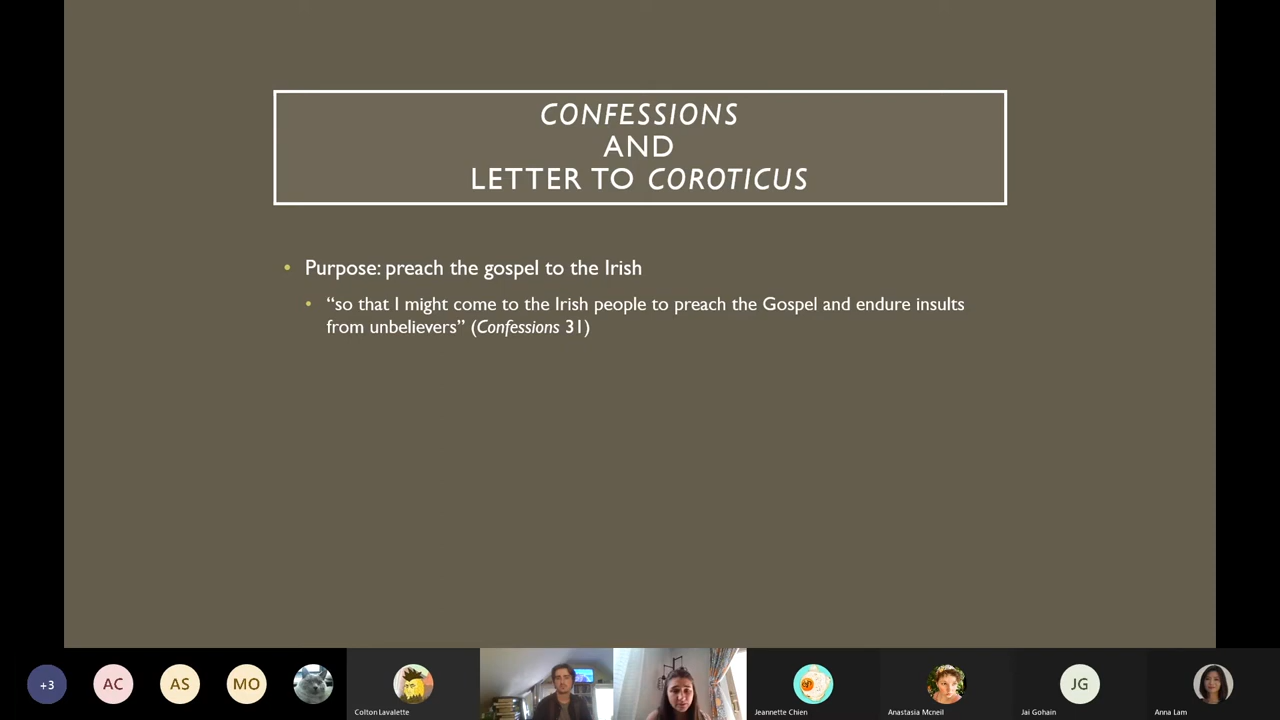 CONFESSIONS
AND
LETTER TO COROTICUS
• Purpose: preach the gospel to the Irish
• “so that I might come to the Irish people to preach the Gospel and endure insults
from unbelievers” (Confessions 31)
+3
AC
AS
MO
Colton Lavalette
Jeannette Chien
Anastasia Mcneil
JG
Jai Gohain
Anna Lam